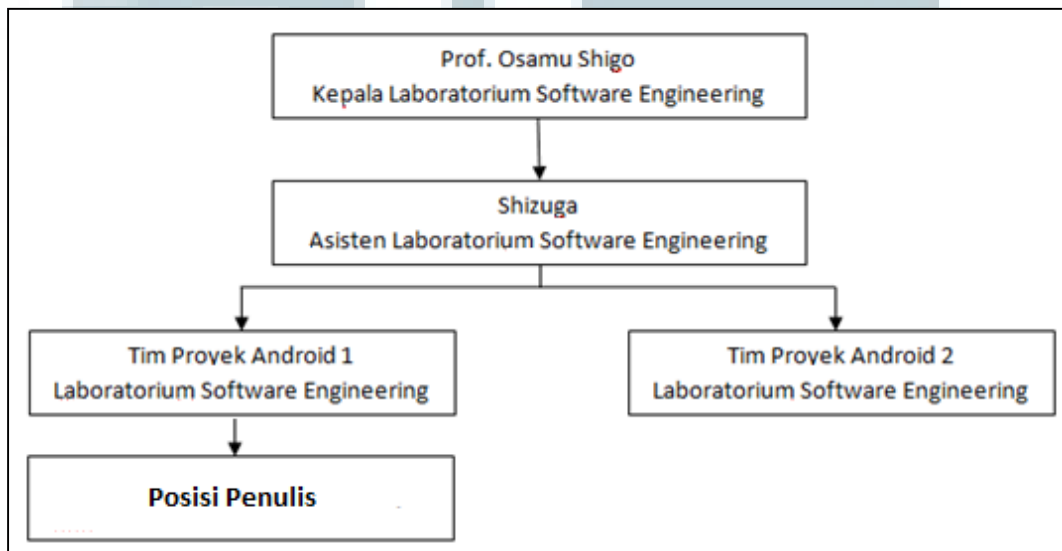 Prof. Osamu Shigo
Kepala Laboratorium Software Engineering
Shizuga
Asisten Laboratorium Software Engineering
Tim Proyek Android 1
Laboratorium Software Engineering
Tim Proyek Android 2
Laboratorium Software Engineering
Posisi Penulis